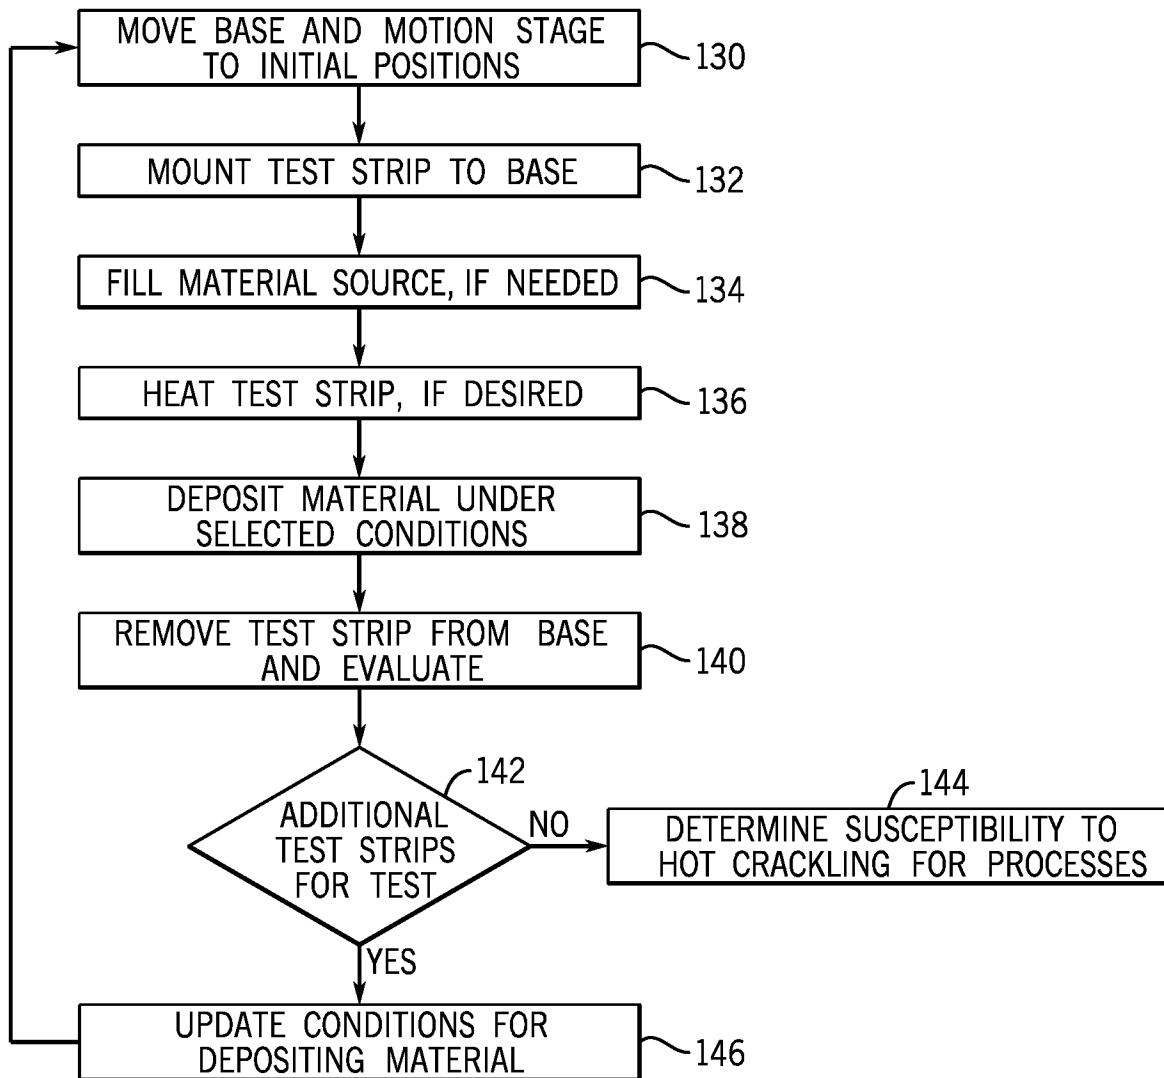 MOVE BASE AND MOTION STAGE
TO INITIAL POSITIONS
130
MOUNT TEST STRIP TO BASE
132
FILL MATERIAL SOURCE, IF NEEDED
134
HEAT TEST STRIP, IF DESIRED
136
DEPOSIT MATERIAL UNDER
SELECTED CONDITIONS
138
REMOVE TEST STRIP FROM BASE
AND EVALUATE
140
142
ADDITIONAL
TEST STRIPS
FOR TEST
NO
144
DETERMINE SUSCEPTIBILITY TO
HOT CRACKLING FOR PROCESSES
YES
UPDATE CONDITIONS FOR
DEPOSITING MATERIAL
146